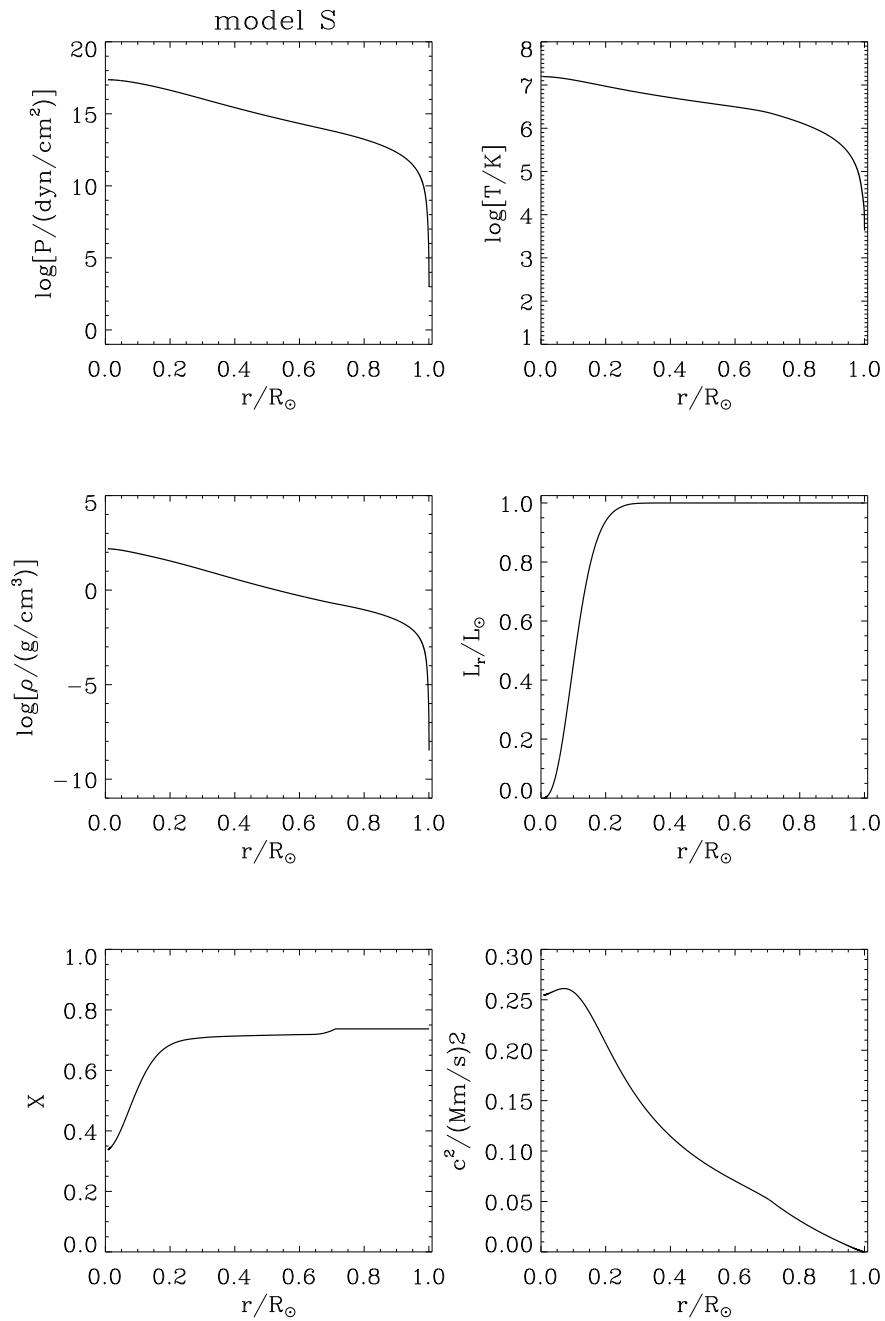 model S
log[P/(dyn/cm²)]
20
15
10
5
0
0.0 0.2 0.4 0.6 0.8 1.0
r/R☉
log[T/K]
8
7
6
5
4
3
2
1
0.0 0.2 0.4 0.6 0.8 1.0
r/R☉
log[ρ/(g/cm³)]
5
0
−5
−10
0.0 0.2 0.4 0.6 0.8 1.0
r/R☉
Lᵣ/L☉
1.0
0.8
0.6
0.4
0.2
0.0
0.0 0.2 0.4 0.6 0.8 1.0
r/R☉
X
1.0
0.8
0.6
0.4
0.2
0.0
0.0 0.2 0.4 0.6 0.8 1.0
r/R☉
c²/(Mm/s)2
0.30
0.25
0.20
0.15
0.10
0.05
0.00
0.0 0.2 0.4 0.6 0.8 1.0
r/R☉